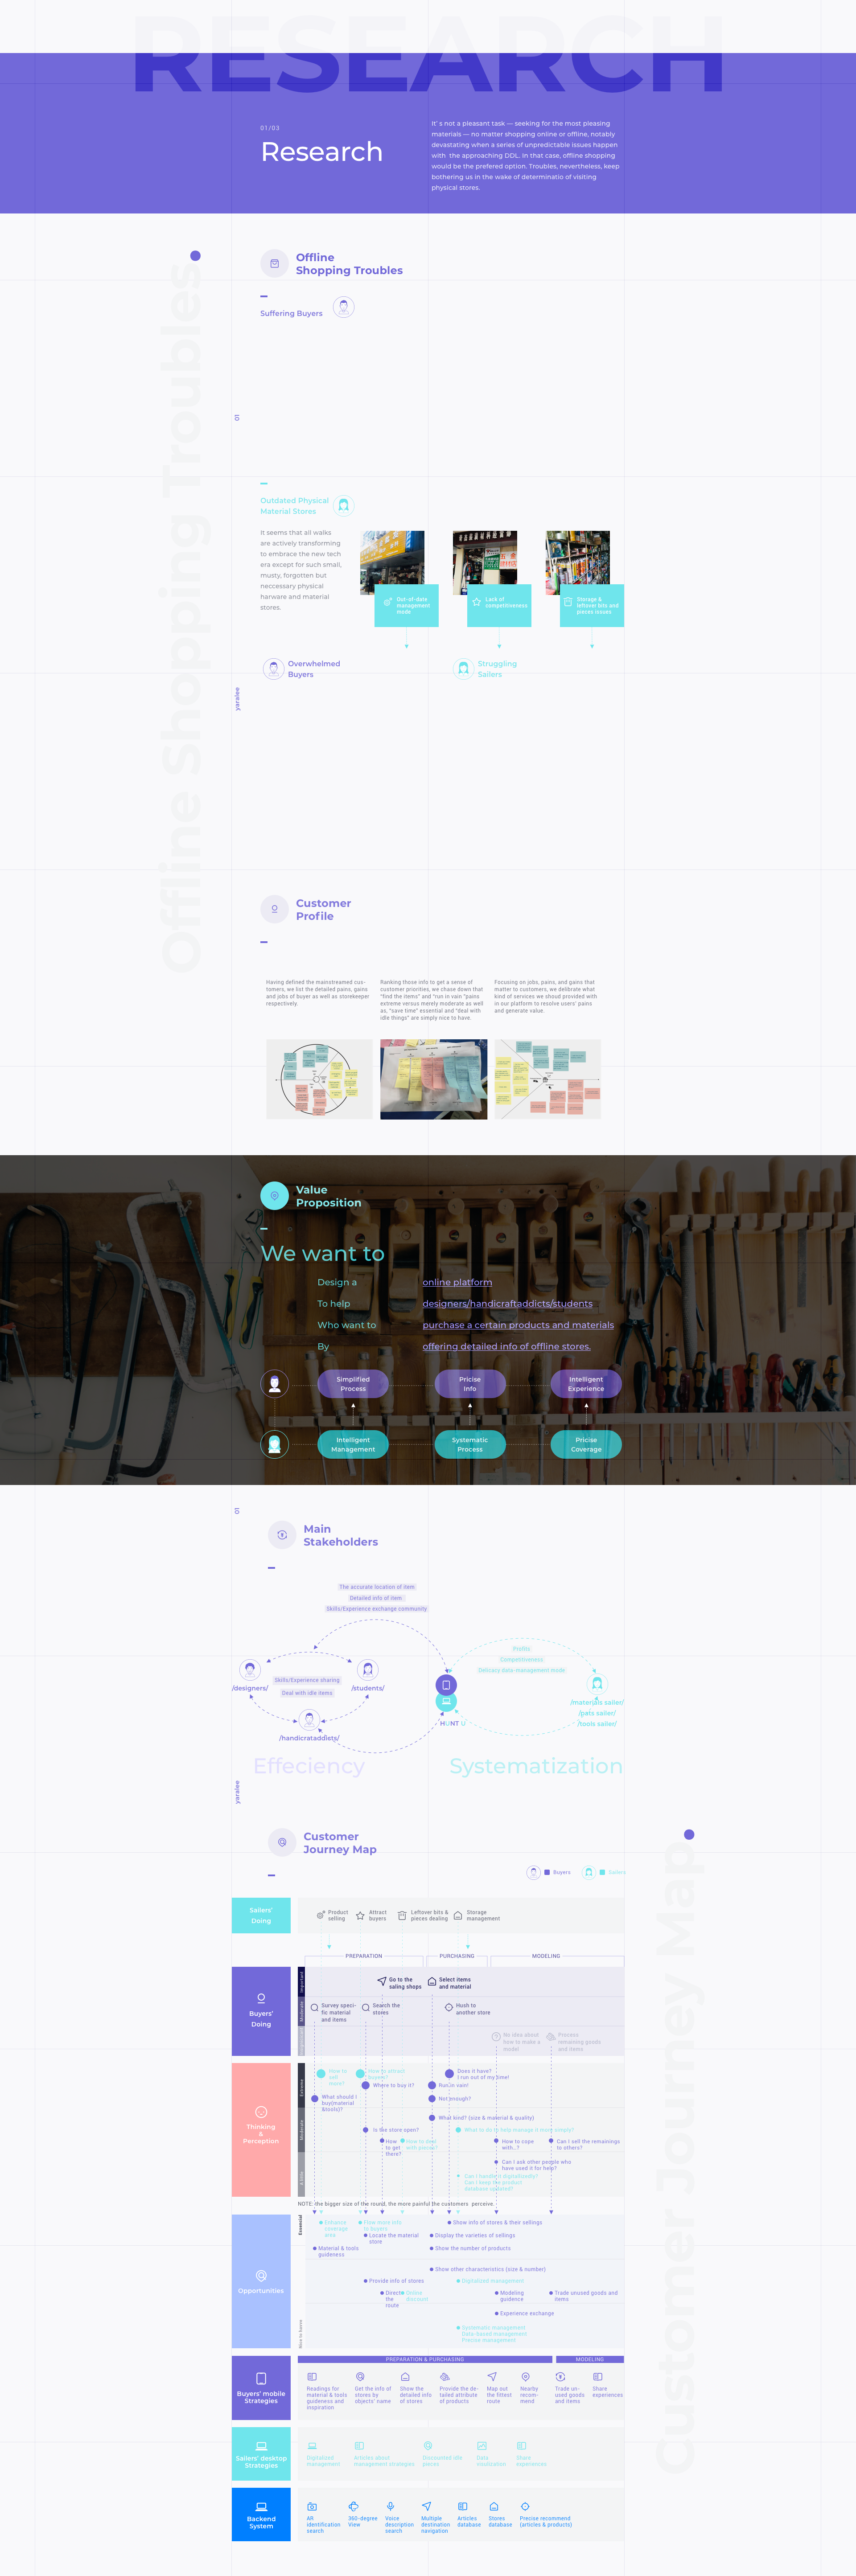 RESEARCH
01/03
Research
It' s not a pleasant task — seeking for the most pleasing
materials — no matter shopping online or offline, notably
devastating when a series of unpredictable issues happen
with the approaching DDL. In that case, offline shopping
would be the prefered option. Troubles, nevertheless, keep
bothering us in the wake of determinatio of visiting
physical stores.
Offline Shopping Troubles
Offline
Shopping Troubles
Suffering Buyers
01
Outdated Physical
Material Stores
It seems that all walks
are actively transforming
to embrace the new tech
era except for such small,
musty, forgotten but
neccessary physical
harware and material
stores.
Out-of-date
management
mode
Lack of
competitiveness
Storage &
leftover bits and
pieces issues
Overwhelmed
Buyers
Struggling
Sailers
yaralee
Customer
Profile
Having defined the mainstreamed cus-
tomers, we list the detailed pains, gains
and jobs of buyer as well as storekeeper
respectively.
Ranking those info to get a sense of
customer priorities, we chase down that
"find the items" and "run in vain "pains
extreme versus merely moderate as well
as, "save time" essential and "deal with
idle things" are simply nice to have.
Focusing on jobs, pains, and gains that
matter to customers, we delibrate what
kind of services we shoud provided with
in our platform to resolve users' pains
and generate value.
Value
Proposition
We want to
Design a
online platform
To help
designers/handicraftaddicts/students
Who want to
purchase a certain products and materials
By
offering detailed info of offline stores.
Simplified
Process
Pricise
Info
Intelligent
Experience
Intelligent
Management
Systematic
Process
Pricise
Coverage
01
Main
Stakeholders
The accurate location of item
Detailed info of item
Skills/Experience exchange community
Profits
Competitiveness
Delicacy data-management mode
Skills/Experience sharing
Deal with idle items
/designers/
/students/
/handicrataddicts/
HUNT U
/materials sailer/
/pets sailer/
/tools sailer/
Effeciency
Systematization
yaralee
Customer
Journey Map
Customer Journey Map
Buyers
Sailers
Sailers'
Doing
Product
selling
Attract
buyers
Leftover bits &
pieces dealing
Storage
management
PREPARATION
PURCHASING
MODELING
Buyers'
Doing
Important
Moderate
Go to the
saling shops
Select items
and material
Survey speci-
fic material
and items
Search the
stores
Hush to
another store
No idea about
how to make a
model
Process
remaining goods
and items
Thinking
&
Perception
Extreme
Moderate
How to
sell
more?
How to attract
buyers?
Does it have?
I run out of my time!
Where to buy it?
Run in vain!
What should I
buy(material
&tools)?
Not enough?
What kind? (size & material & quality)
Is the store open?
What to do to help manage it more simply?
How
to get
there?
How to deal
with pieces?
How to cope
with...?
Can I sell the remainings
to others?
Can I ask other people who
have used it for help?
Can I handle it digitalizedly?
Can I keep the product
database updated?
NOTE: the bigger size of the round, the more painful the customers perceive.
Opportunities
Essencial
Nice to have
Enhance
coverage
area
Flow more info
to buyers
Show info of stores & their sellings
Locate the material
store
Display the varieties of sellings
Material & tools
guideness
Show the number of products
Show other characteristics (size & number)
Provide info of stores
Digitalized management
Direct
the
route
Online
discount
Modeling
guidence
Trade unused goods and
items
Experience exchange
Systematic management
Data-based management
Precise management
Buyers' mobile
Strategies
PREPARATION & PURCHASING
MODELING
Readings for
material & tools
guideness and
inspiration
Get the info of
stores by
objects' name
Show the
detailed info
of stores
Provide the de-
tailed attribute
of products
Map out
the fittest
route
Nearby
recom-
mend
Trade un-
used goods
and items
Share
experiences
Sailers' desktop
Strategies
Digitalized
management
Articles about
management strategies
Discounted idle
pieces
Data
visulization
Share
experiences
Backend
System
AR
identification
search
360-degree
View
Voice
description
search
Multiple
destination
navigation
Articles
database
Stores
database
Precise recommend
(articles & products)